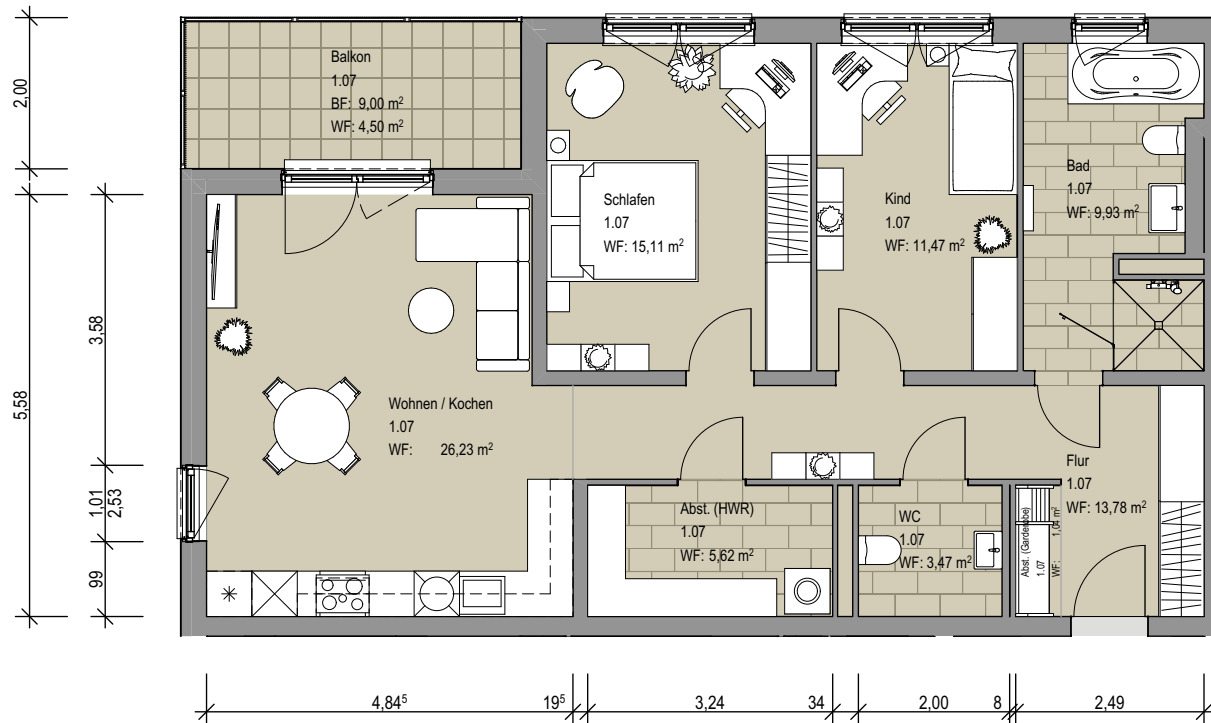 Balkon
1.07
BF: 9,00 m²
WF: 4,50 m²
Schlafen
1.07
WF: 15,11 m²
Kind
1.07
WF: 11,47 m²
Bad
1.07
WF: 9,93 m²
Wohnen / Kochen
1.07
WF: 26,23 m²
Flur
1.07
WF: 13,78 m²
Abst. (HWR)
1.07
WF: 5,62 m²
WC
1.07
WF: 3,47 m²
Abst. (Garderobe)
1.07
WF: 1,04 m²
2,00
5,58
3,58
1,01
2,53
99
4,84⁵
19⁵
3,24
34
2,00
8
2,49